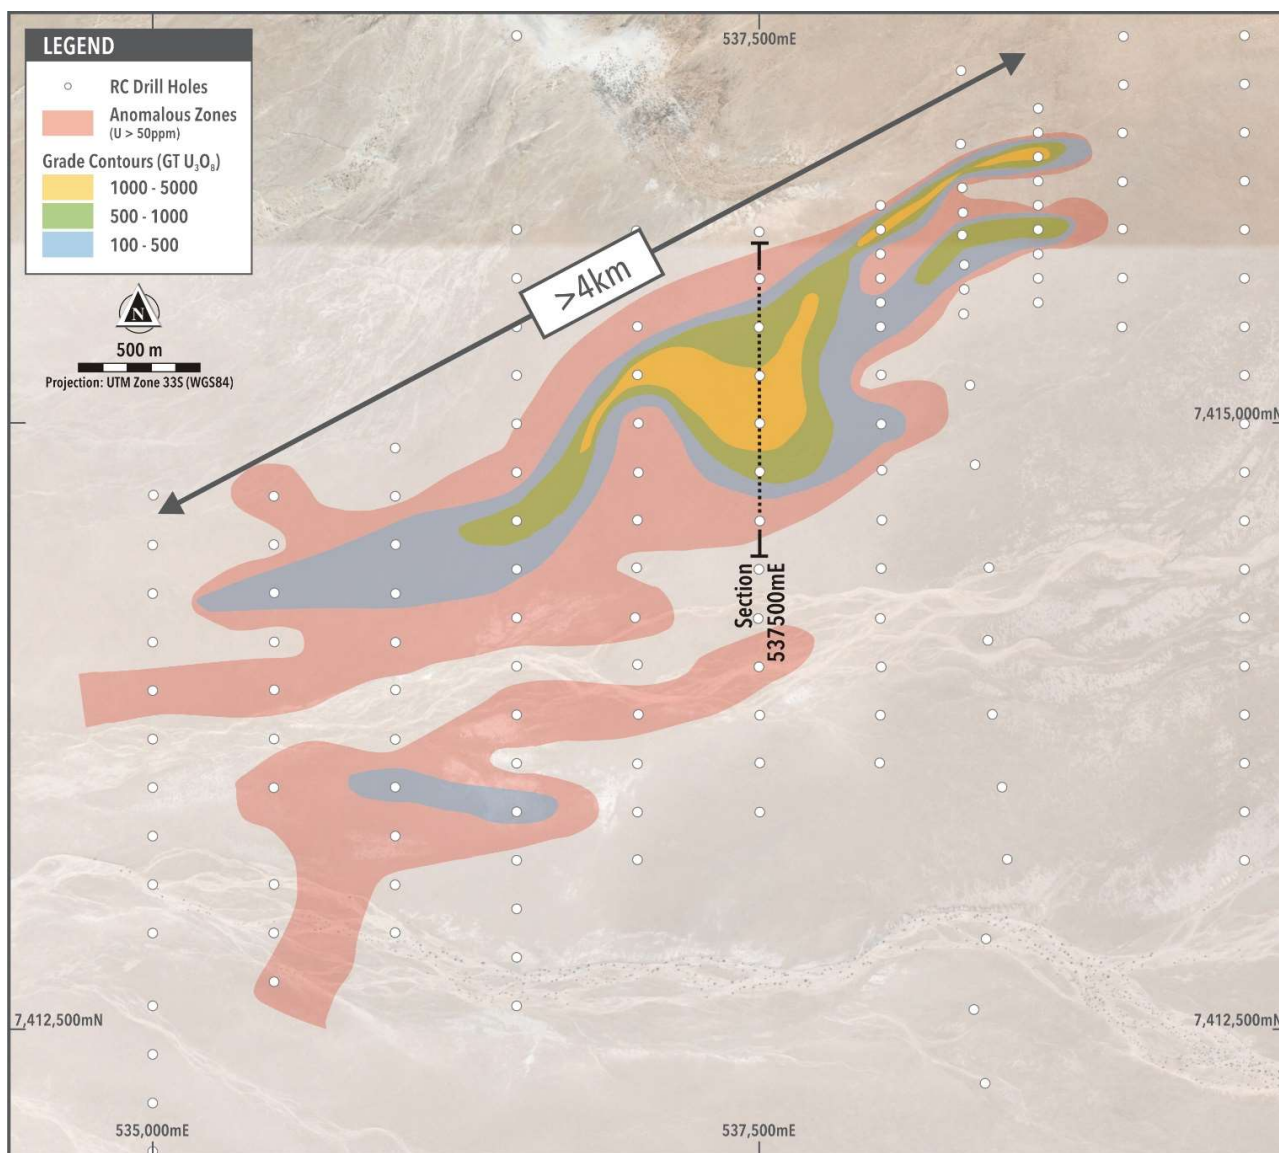 LEGEND
RC Drill Holes
Anomalous Zones
(U > 50ppm)
Grade Contours (GT U₃O₈)
1000 - 5000
500 - 1000
100 - 500
N
500 m
Projection: UTM Zone 33S (WGS84)
537,500mE
>4km
7,415,000mN
Section
537500mE
7,412,500mN
7,412,500mN
535,000mE
537,500mE